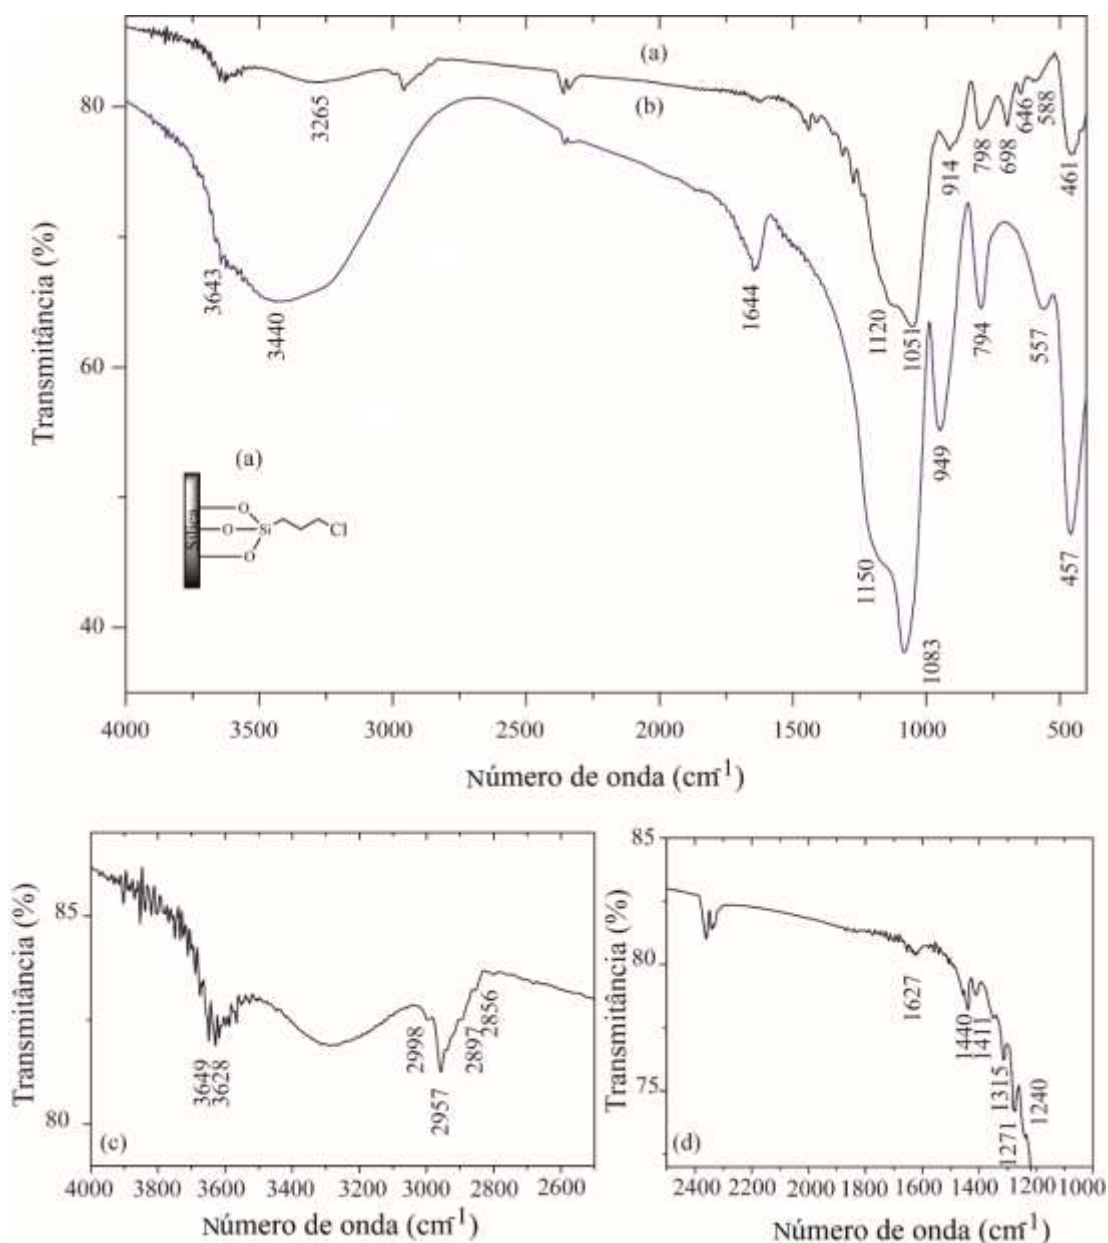 (a)
(b)
80
60
40
Transmitância (%)
3643
3440
3265
1644
1120
1051
1150
1083
914
949
798
794
698
646
588
557
461
457
(a)
Sílica
O
O
Si
Cl
O
4000 3500 3000 2500 2000 1500 1000 500
Número de onda (cm-1)
85
80
Transmitância (%)
3649
3628
2998
2957
2897
2856
(c)
4000 3800 3600 3400 3200 3000 2800 2600
Número de onda (cm-1)
85
80
75
Transmitância (%)
1627
1440
1411
1315
1271
1240
(d)
2400 2200 2000 1800 1600 1400 1200 1000
Número de onda (cm-1)